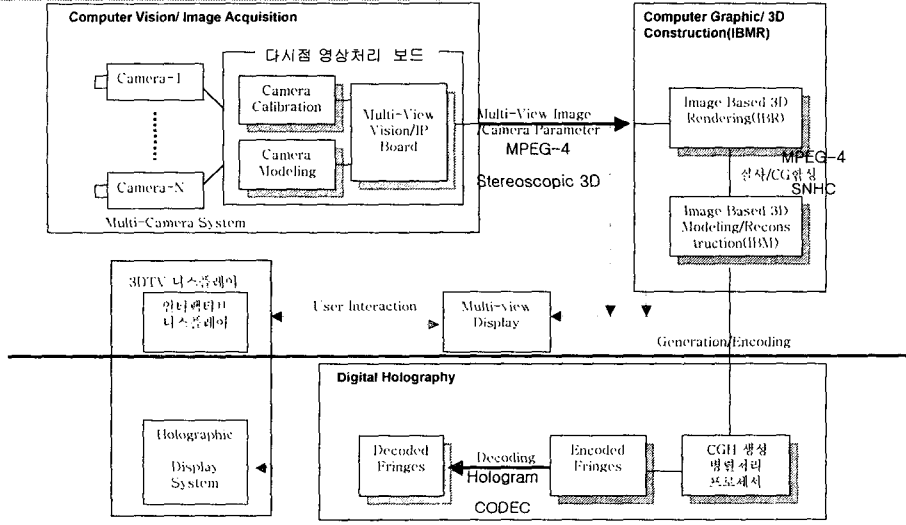 Computer Vision/ Image Acquisition
다시점 영상처리 보드
Camera-1
Camera-N
Multi-Camera System
Camera
Calibration
Camera
Modeling
Multi-View
Vision/IP
Board
Multi-View Image
/Camera Parameter
MPEG-4
Stereoscopic 3D
Computer Graphic/ 3D
Construction(IBMR)
Image Based 3D
Rendering(IBR)
MPEG-4
실사/CG합성
SNHC
Image Based 3D
Modeling/Recons
truction(IBM)
3DTV 디스플레이
인터랙티브
디스플레이
User Interaction
Multi-view
Display
Generation/Encoding
Digital Holography
Holographic
Display
System
Decoded
Fringes
Decoding
Hologram
CODEC
Encoded
Fringes
CGH 생성
병렬처리
프로세서